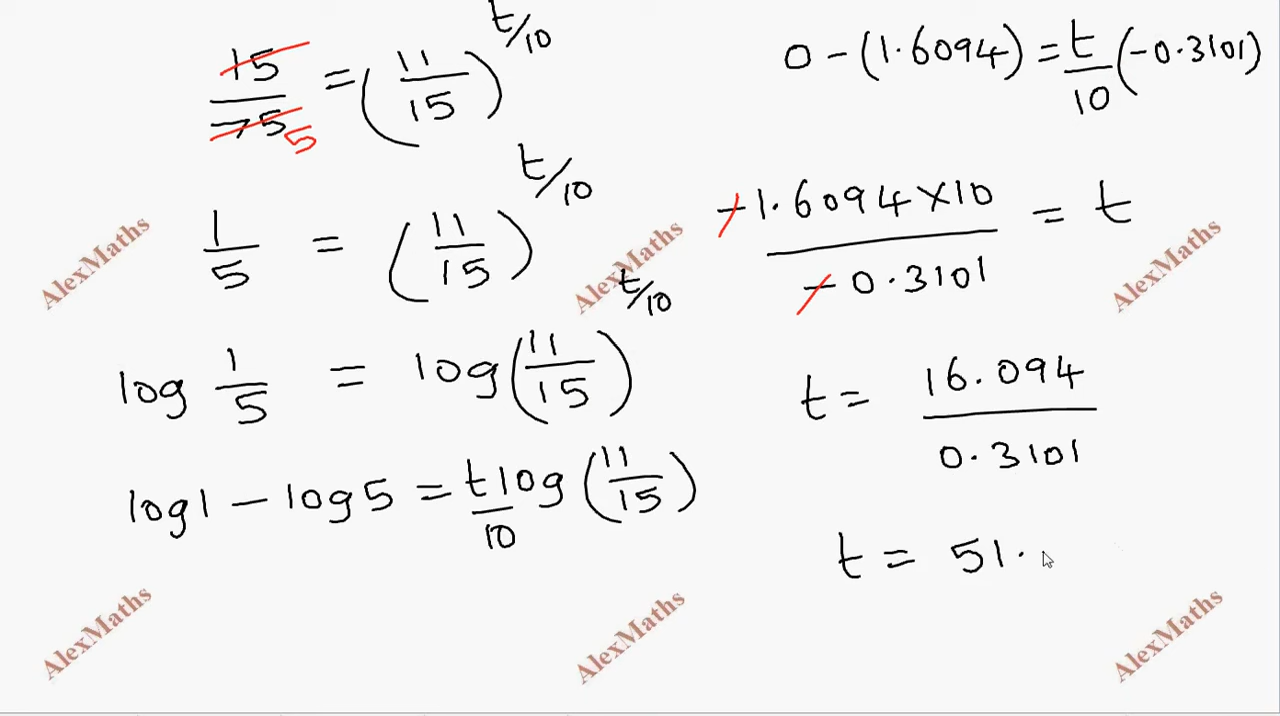 15/75 5 = (11/15)^t/10
1/5 = (11/15)^t/10
log 1/5 = log(11/15)^t/10
log1 - log5 = t/10 log(11/15)
0 - (1.6094) = t/10 (-0.3101)
-1.6094 × 10 / -0.3101 = t
t = 16.094 / 0.3101
t = 51.
AlexMaths
AlexMaths
AlexMaths
AlexMaths
AlexMaths
AlexMaths